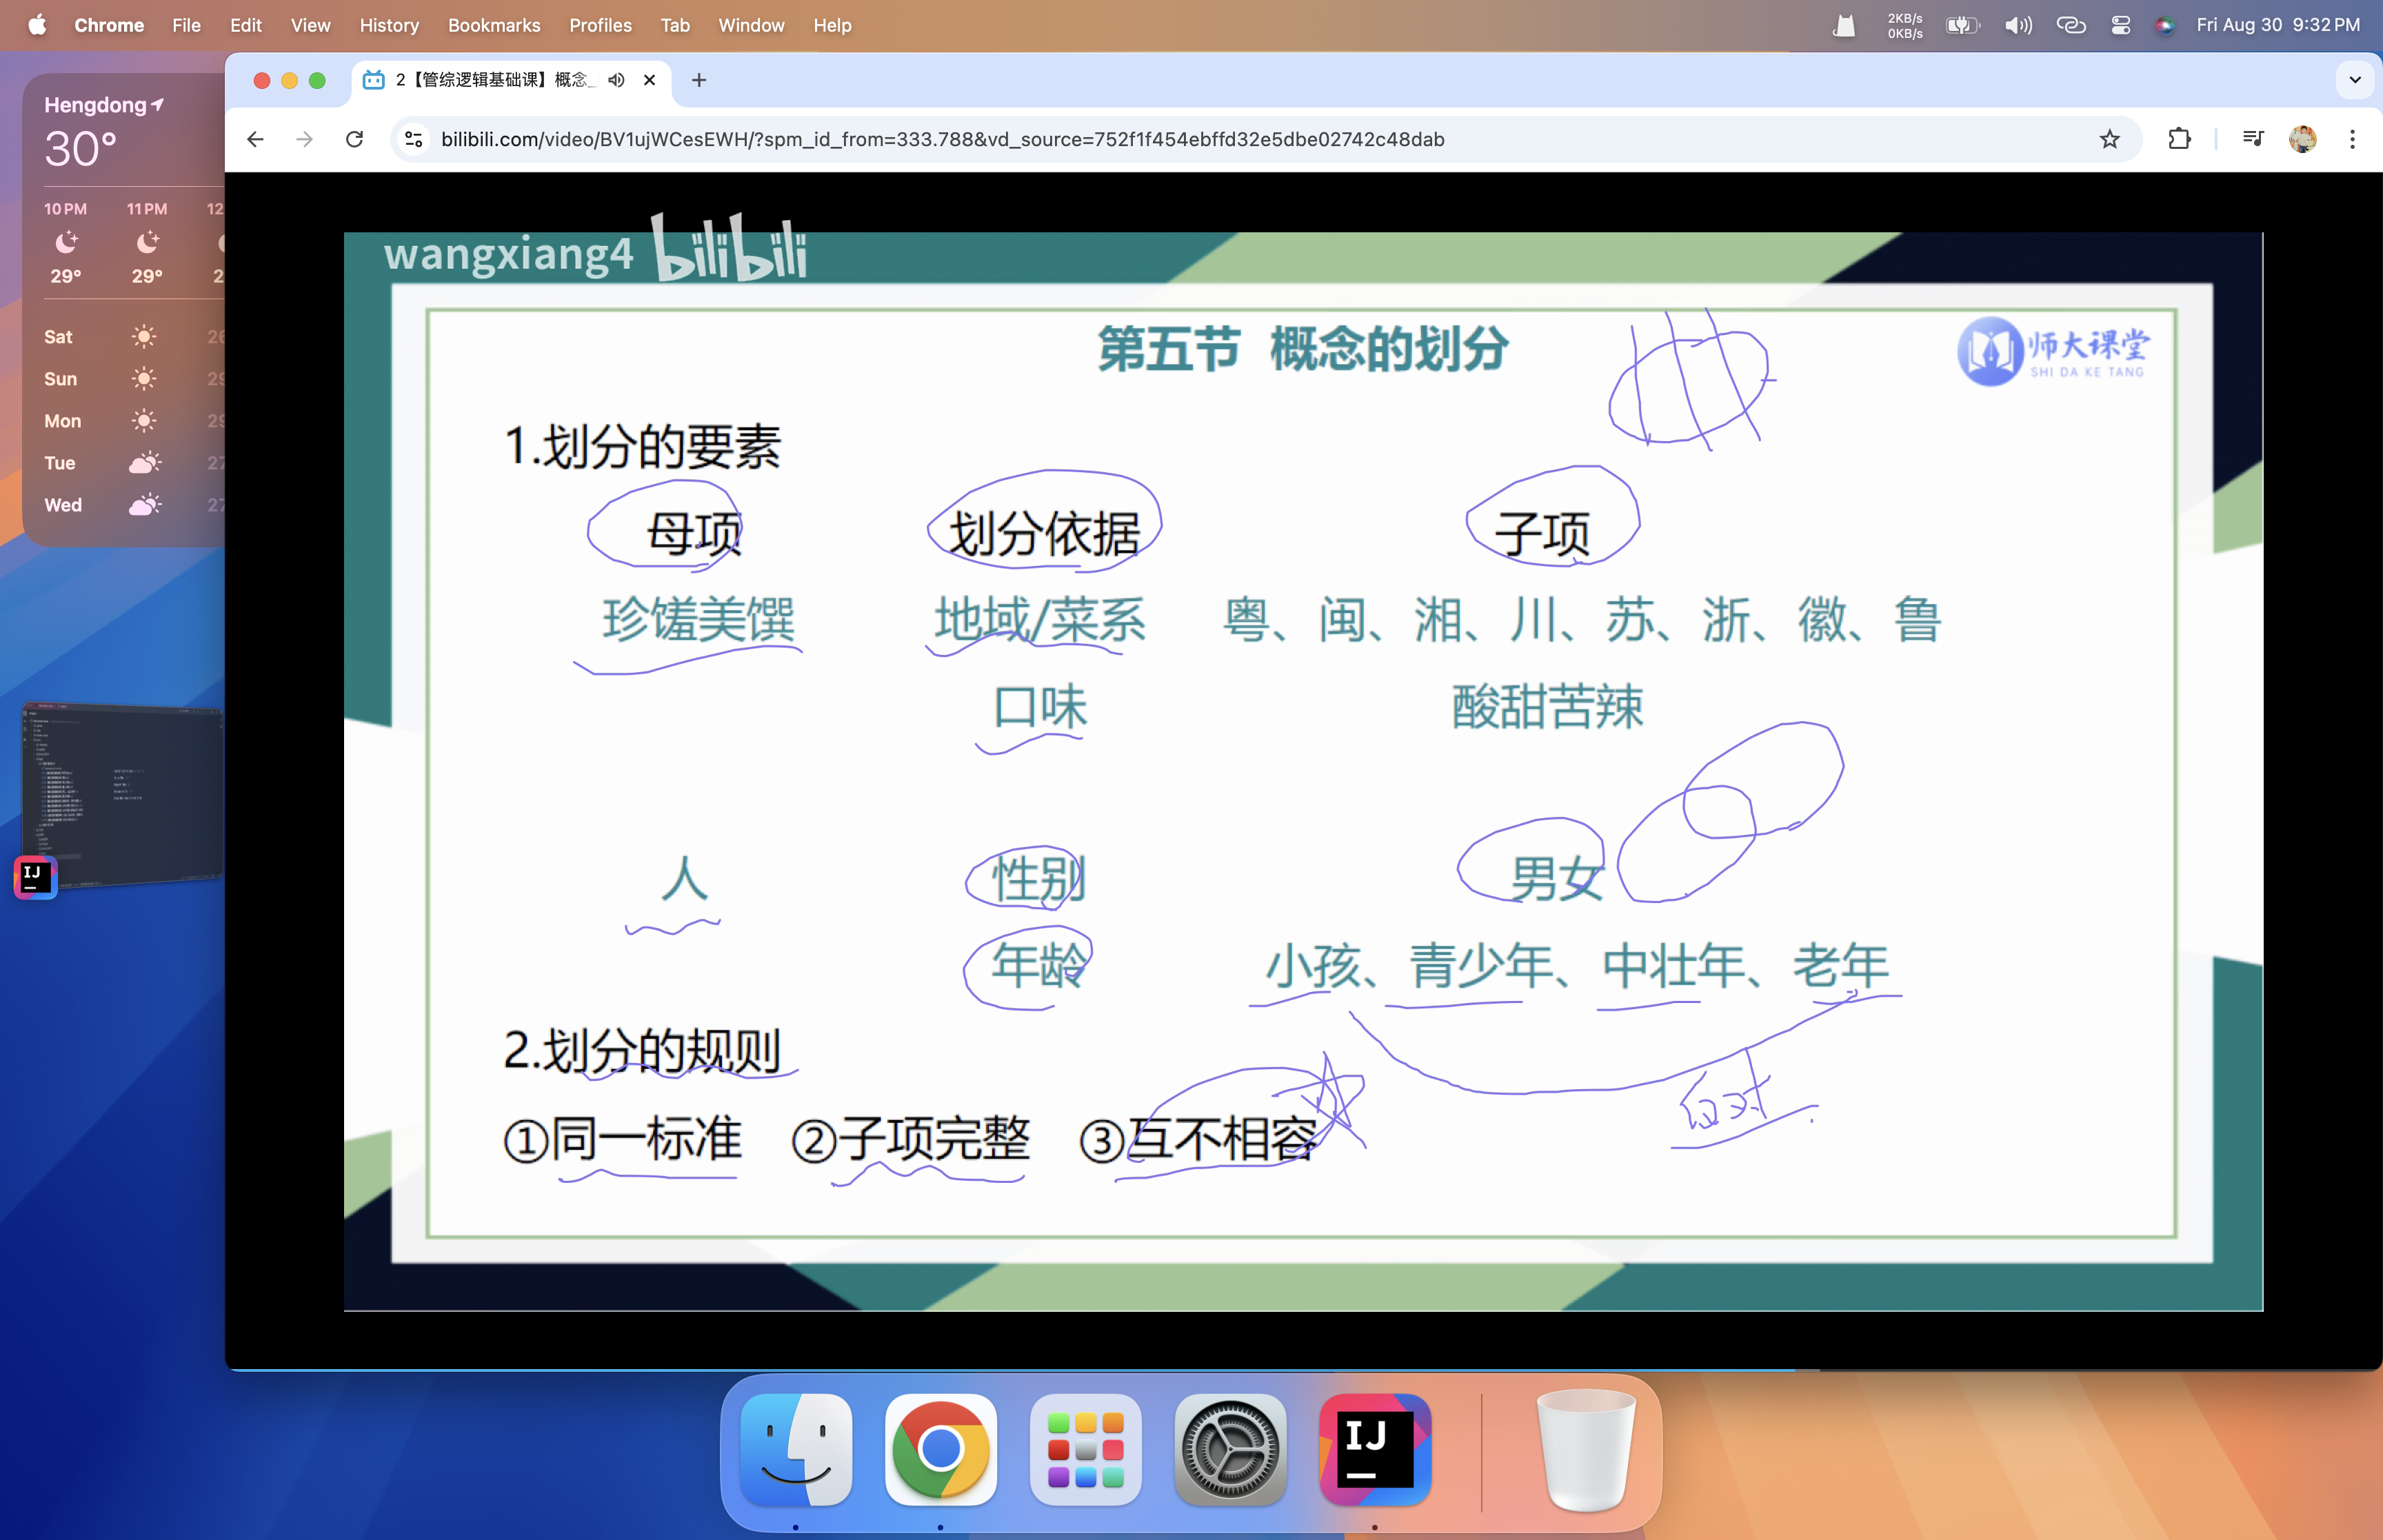 Chrome File Edit View History Bookmarks Profiles Tab Window Help
2KB/s
0KB/s
Fri Aug 30 9:32 PM
Hengdong
30°
10 PM 11 PM 12
29° 29° 2
Sat 26
Sun 29
Mon 29
Tue 27
Wed 27
2【管综逻辑基础课】概念_
bilibili.com/video/BV1ujWCesEWH/?spm_id_from=333.788&vd_source=752f1f454ebffd32e5dbe02742c48dab
wangxiang4 bilibili
第五节 概念的划分
师大课堂
SHI DA KE TANG
1.划分的要素
母项 划分依据 子项
珍馐美馔 地域/菜系 粤、闽、湘、川、苏、浙、徽、鲁
口味 酸甜苦辣
人 性别 男女
年龄 小孩、青少年、中壮年、老年
2.划分的规则
①同一标准 ②子项完整 ③互不相容
IJ
IJ